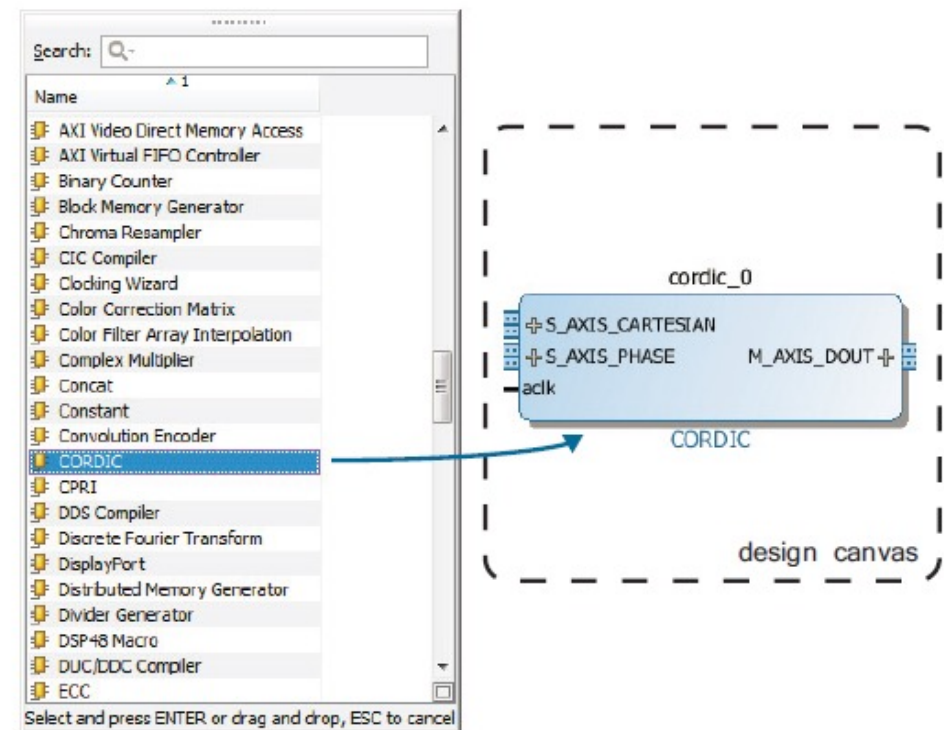 Search:
1
Name
AXI Video Direct Memory Access
AXI Virtual FIFO Controller
Binary Counter
Block Memory Generator
Chroma Resampler
CIC Compiler
Clocking Wizard
Color Correction Matrix
Color Filter Array Interpolation
Complex Multiplier
Concat
Constant
Convolution Encoder
CORDIC
CPRI
DDS Compiler
Discrete Fourier Transform
DisplayPort
Distributed Memory Generator
Divider Generator
DSP48 Macro
DUC/DDC Compiler
ECC
Select and press ENTER or drag and drop, ESC to cancel
cordic_0
S_AXIS_CARTESIAN
S_AXIS_PHASE M_AXIS_DOUT
aclk
CORDIC
design canvas